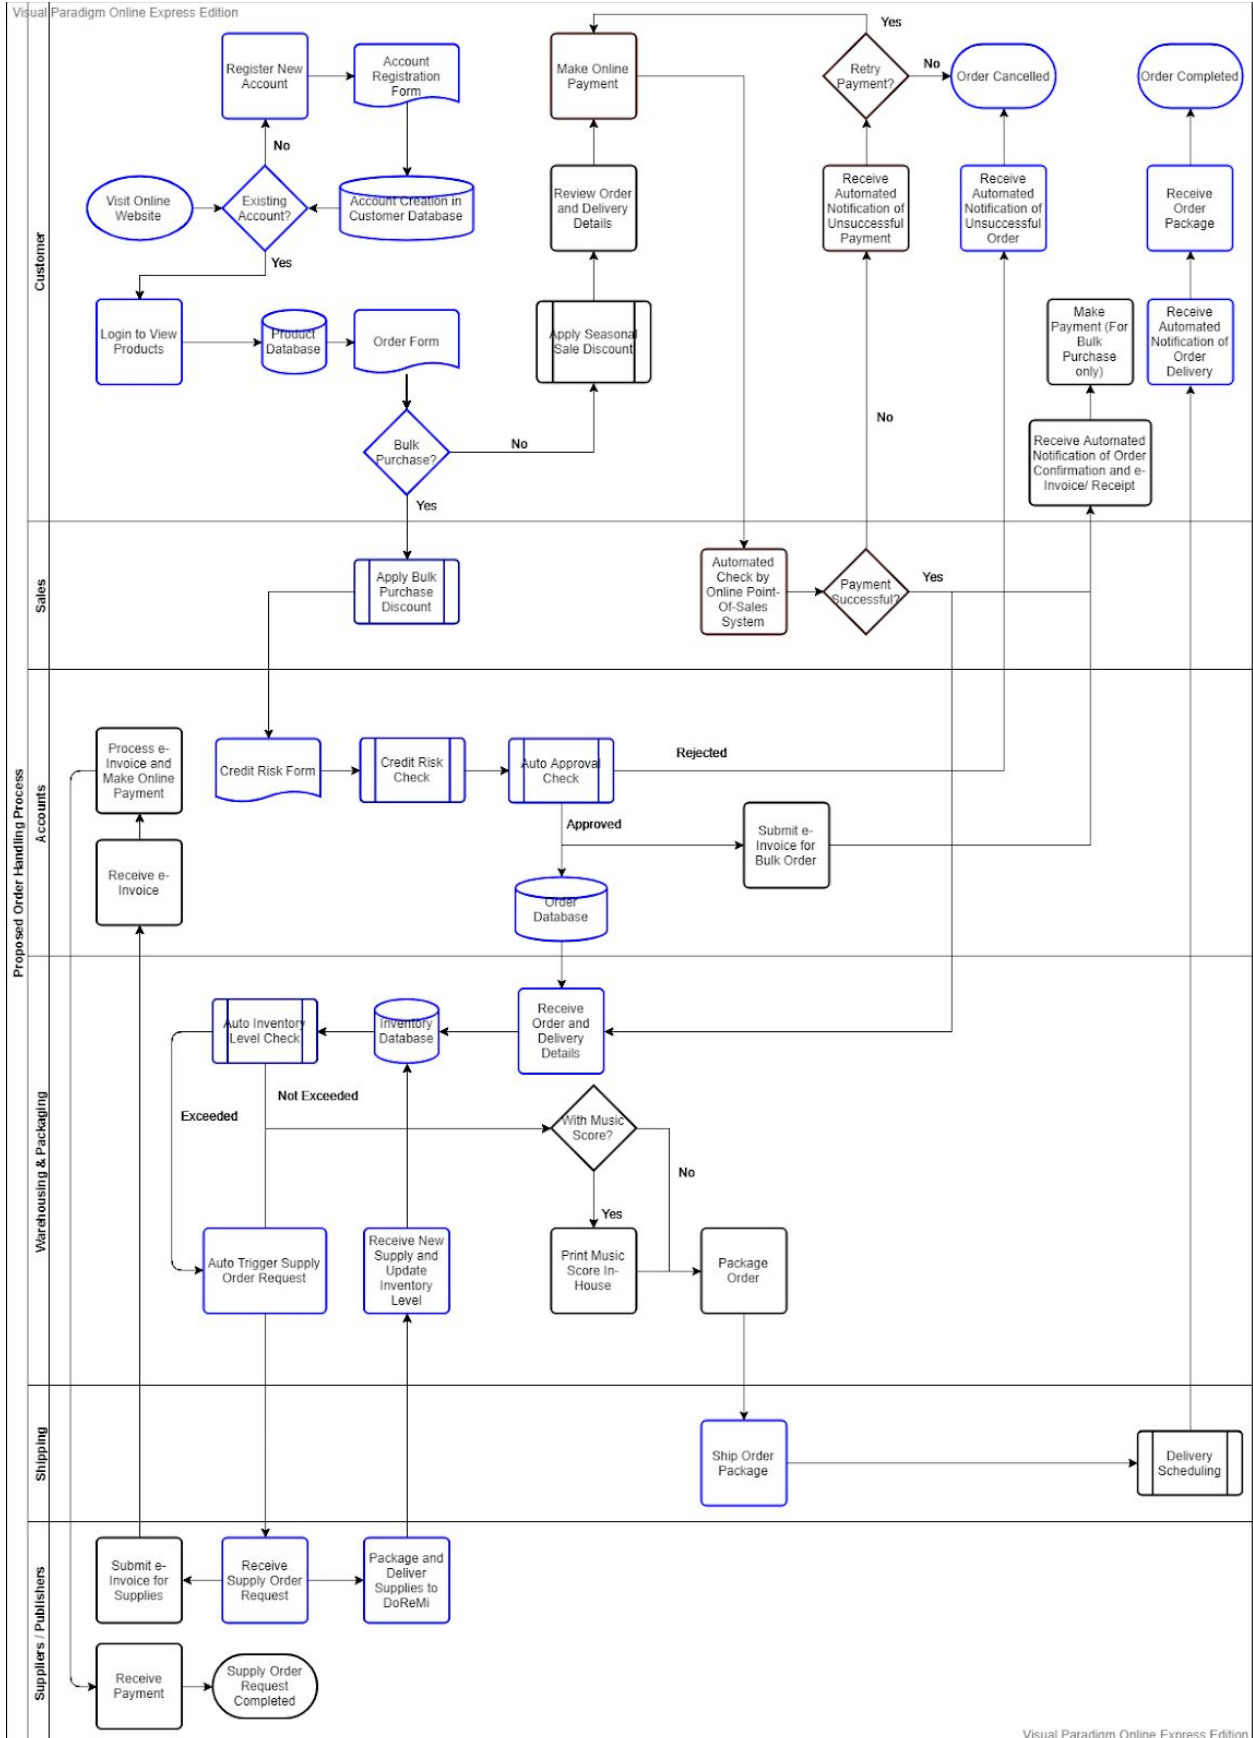 Visual Paradigm Online Express Edition
Proposed Order Handling Process
Customer
Register New
Account
Account
Registration
Form
Make Online
Payment
Yes
Retry
Payment?
No
Order Cancelled
Order Completed
No
Visit Online
Website
Existing
Account?
Account Creation in
Customer Database
Review Order
and Delivery
Details
Receive
Automated
Notification of
Unsuccessful
Payment
Receive
Automated
Notification of
Unsuccessful
Order
Receive
Order
Package
Yes
Login to View
Products
Product
Database
Order Form
Apply Seasonal
Sale Discount
Make
Payment (For
Bulk
Purchase
only)
Receive
Automated
Notification of
Order
Delivery
Bulk
Purchase?
No
No
Receive Automated
Notification of Order
Confirmation and e-
Invoice/ Receipt
Yes
Sales
Apply Bulk
Purchase
Discount
Automated
Check by
Online Point-
Of-Sales
System
Payment
Successful?
Yes
Accounts
Process e-
Invoice and
Make Online
Payment
Credit Risk Form
Credit Risk
Check
Auto Approval
Check
Rejected
Approved
Submit e-
Invoice for
Bulk Order
Receive e-
Invoice
Order
Database
Warehousing & Packaging
Auto Inventory
Level Check
Inventory
Database
Receive
Order and
Delivery
Details
Not Exceeded
Exceeded
With Music
Score?
No
Yes
Auto Trigger Supply
Order Request
Receive New
Supply and
Update
Inventory
Level
Print Music
Score In-
House
Package
Order
Shipping
Ship Order
Package
Delivery
Scheduling
Suppliers / Publishers
Submit e-
Invoice for
Supplies
Receive
Supply Order
Request
Package and
Deliver
Supplies to
DoReMi
Receive
Payment
Supply Order
Request
Completed
Visual Paradigm Online Express Edition